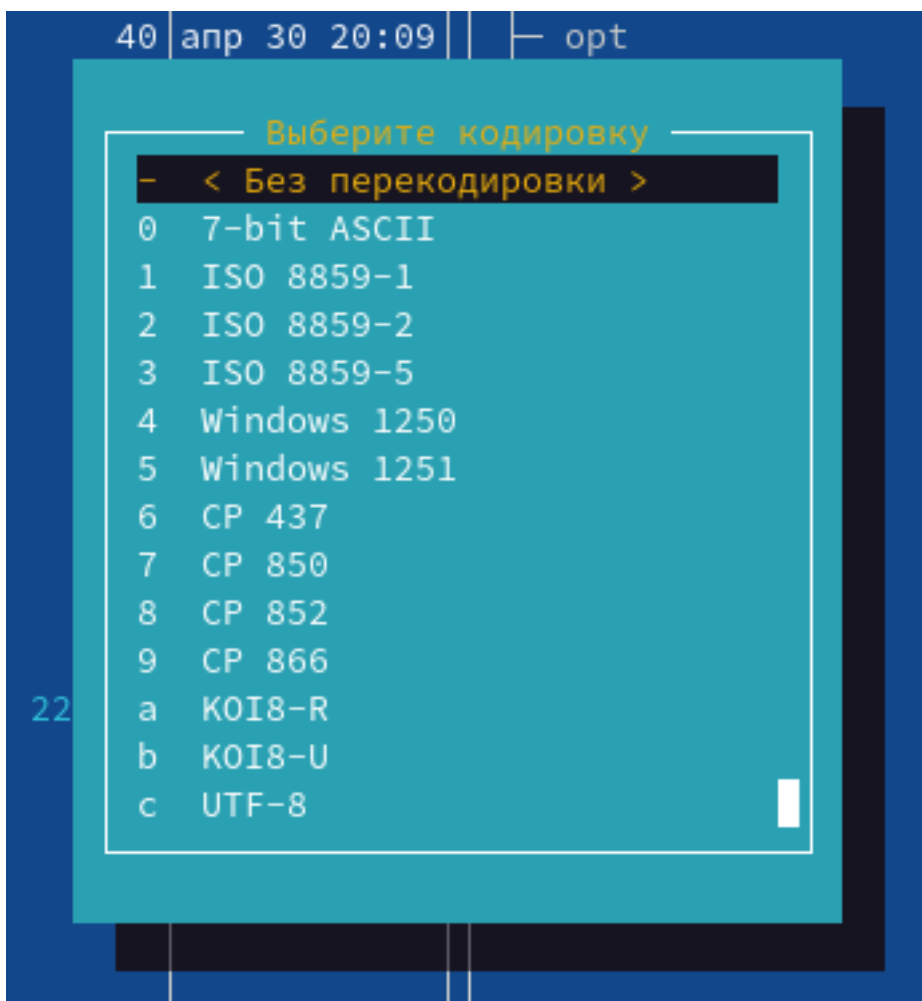 40 апр 30 20:09 opt
Выберите кодировку
- < Без перекодировки >
0 7-bit ASCII
1 ISO 8859-1
2 ISO 8859-2
3 ISO 8859-5
4 Windows 1250
5 Windows 1251
6 CP 437
7 CP 850
8 CP 852
9 CP 866
a KOI8-R
22
b KOI8-U
c UTF-8